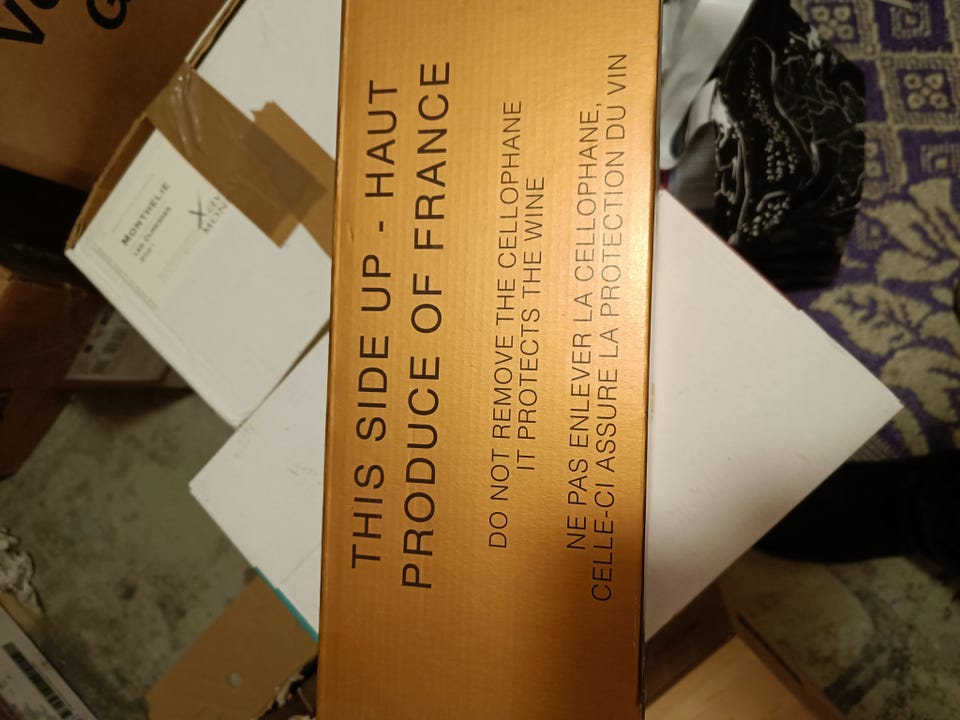 THIS SIDE UP - HAUT
PRODUCE OF FRANCE
DO NOT REMOVE THE CELLOPHANE
IT PROTECTS THE WINE
NE PAS ENLEVER LA CELLOPHANE,
CELLE-CI ASSURE LA PROTECTION DU VIN
MONTHELIE